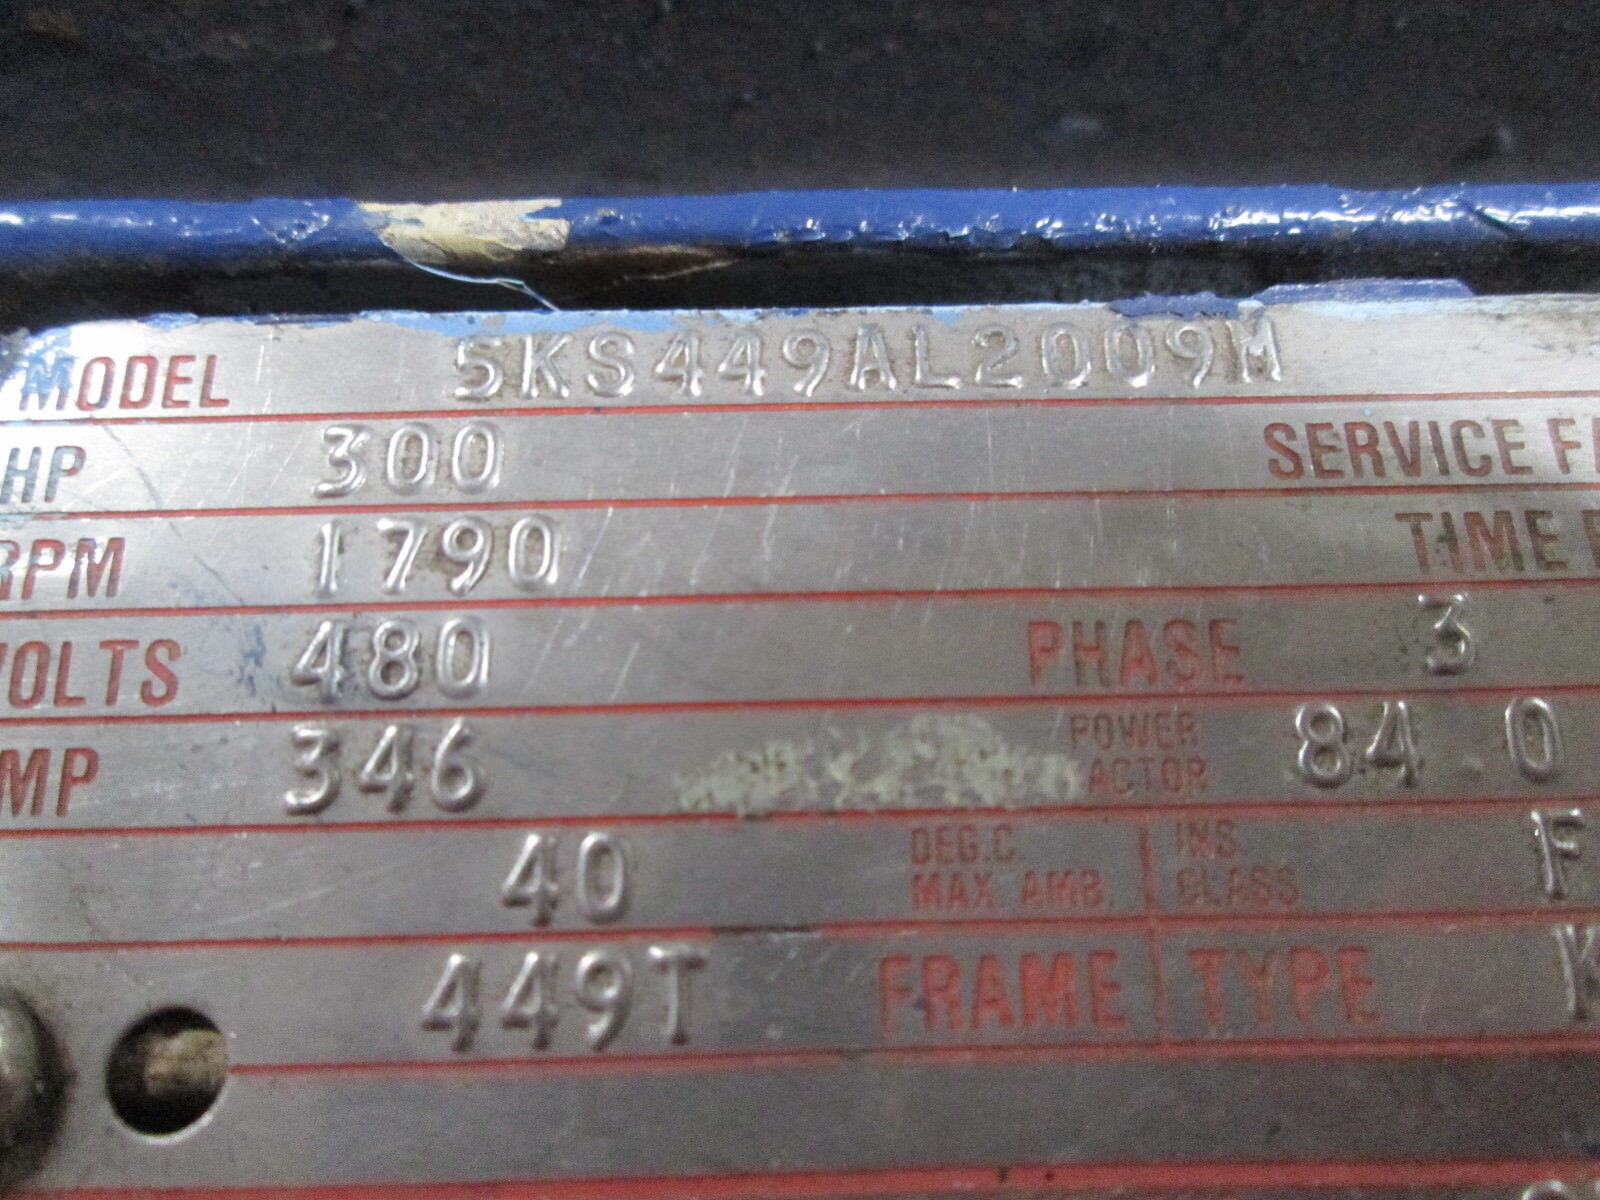 MODEL 5KS449AL2009M
HP 300 SERVICE FA
RPM 1790 TIME
VOLTS 480 PHASE 3
MP 346 POWER ACTOR 84.0
40 DEG.C. MAX. AMB. INS. CLASS F
449T FRAME TYPE K